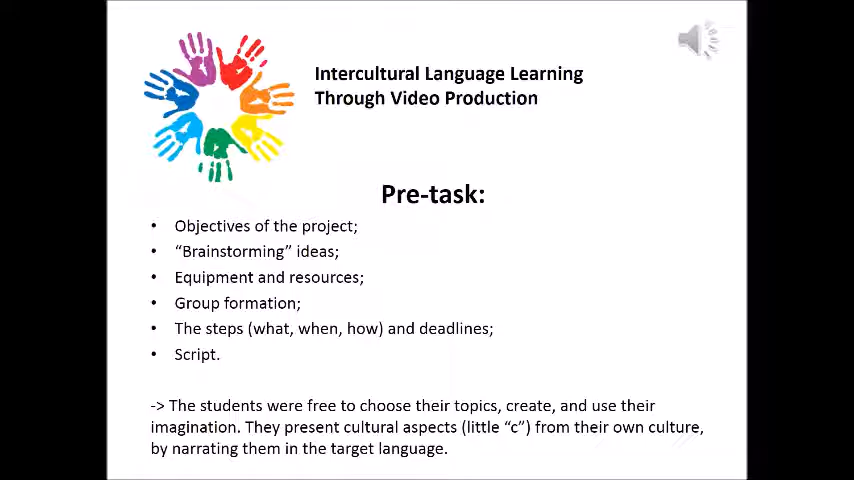 Intercultural Language Learning
Through Video Production
Pre-task:
• Objectives of the project;
• “Brainstorming” ideas;
• Equipment and resources;
• Group formation;
• The steps (what, when, how) and deadlines;
• Script.
-> The students were free to choose their topics, create, and use their
imagination. They present cultural aspects (little “c”) from their own culture,
by narrating them in the target language.